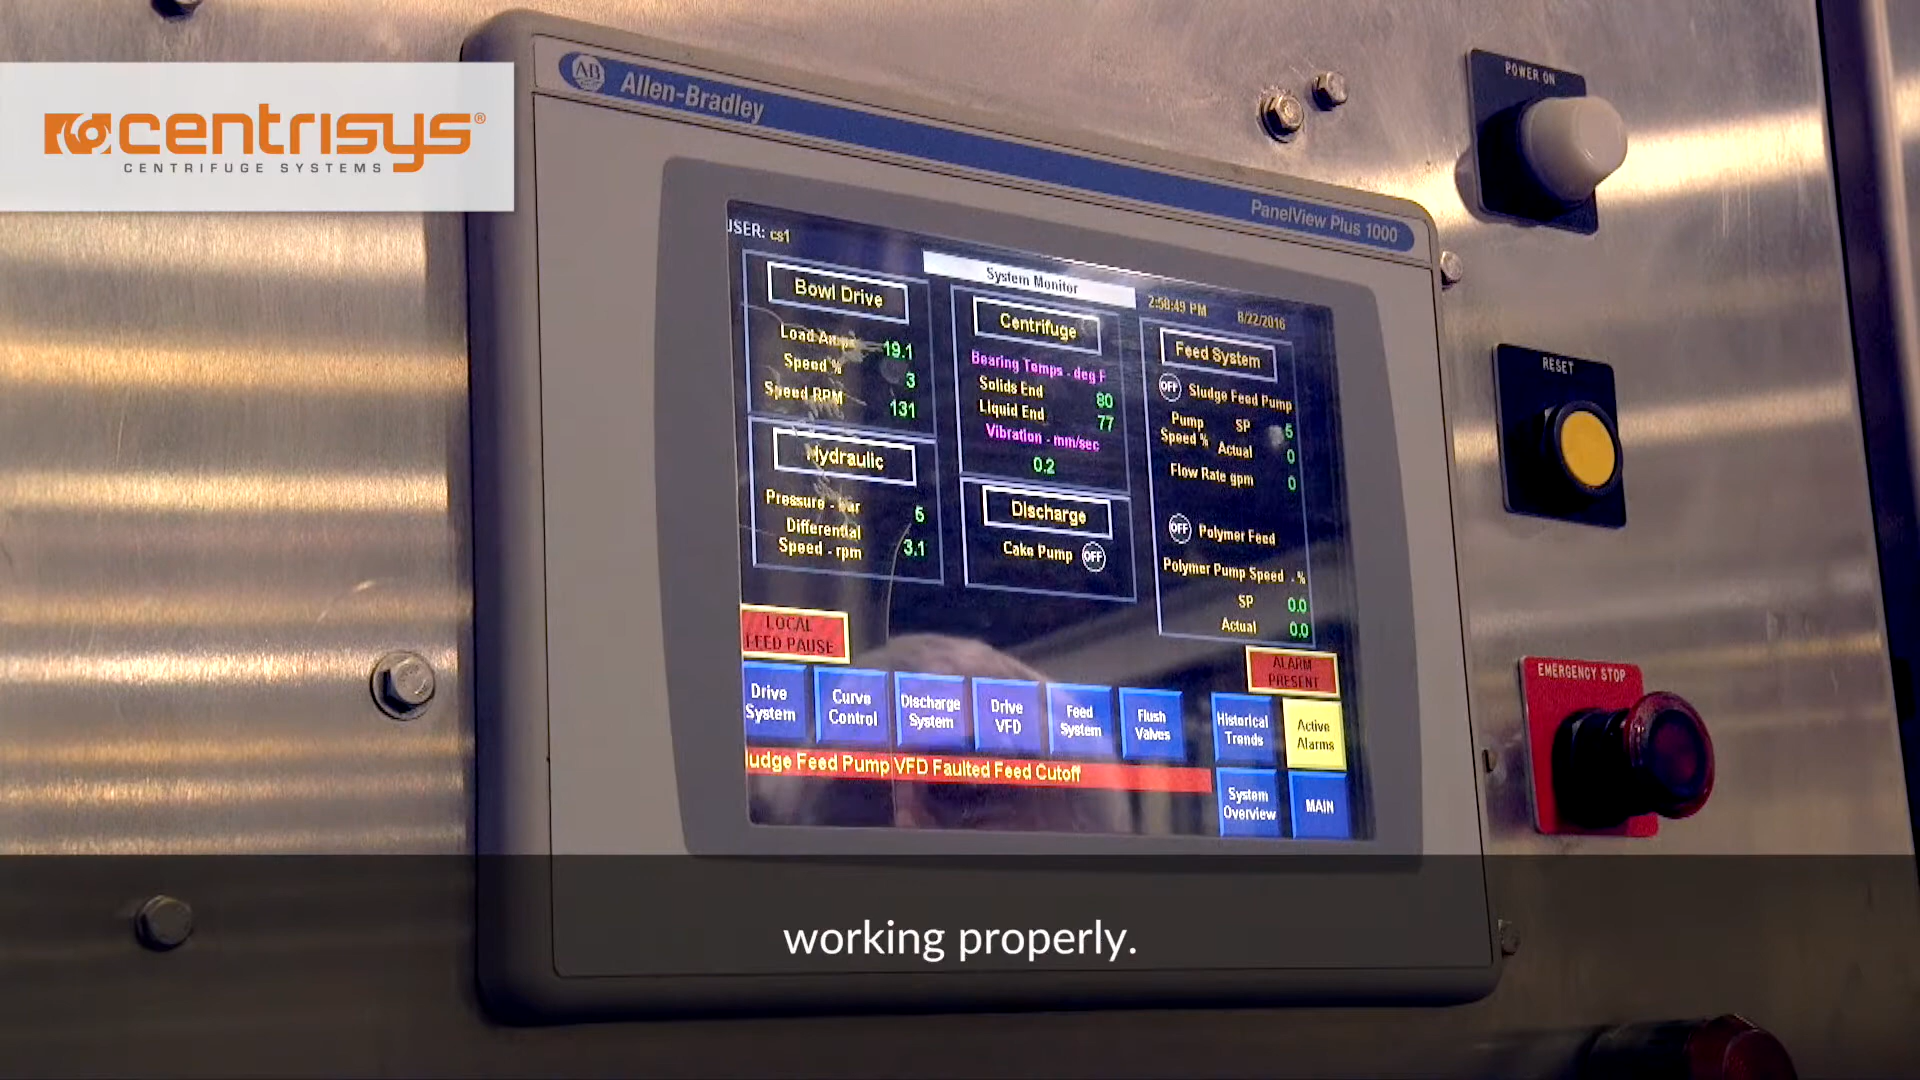 centrisys®
CENTRIFUGE SYSTEMS
AB Allen-Bradley
PanelView Plus 1000
POWER ON
RESET
EMERGENCY STOP
USER: cs1
System Monitor
2:58:49 PM 8/22/2016
Bowl Drive
Load Amps 19.1
Speed % 3
Speed RPM 131
Hydraulic
Pressure - bar 5
Differential
Speed - rpm 3.1
Centrifuge
Bearing Temps - deg F
Solids End 80
Liquid End 77
Vibration - mm/sec
0.2
Discharge
Cake Pump OFF
Feed System
OFF Sludge Feed Pump
Pump SP 5
Speed % Actual 0
Flow Rate gpm 0
OFF Polymer Feed
Polymer Pump Speed - %
SP 0.0
Actual 0.0
LOCAL
FEED PAUSE
ALARM
PRESENT
Drive
System
Curve
Control
Discharge
System
Drive
VFD
Feed
System
Flush
Valves
Historical
Trends
Active
Alarms
ludge Feed Pump VFD Faulted Feed Cutoff
System
Overview
MAIN
working properly.